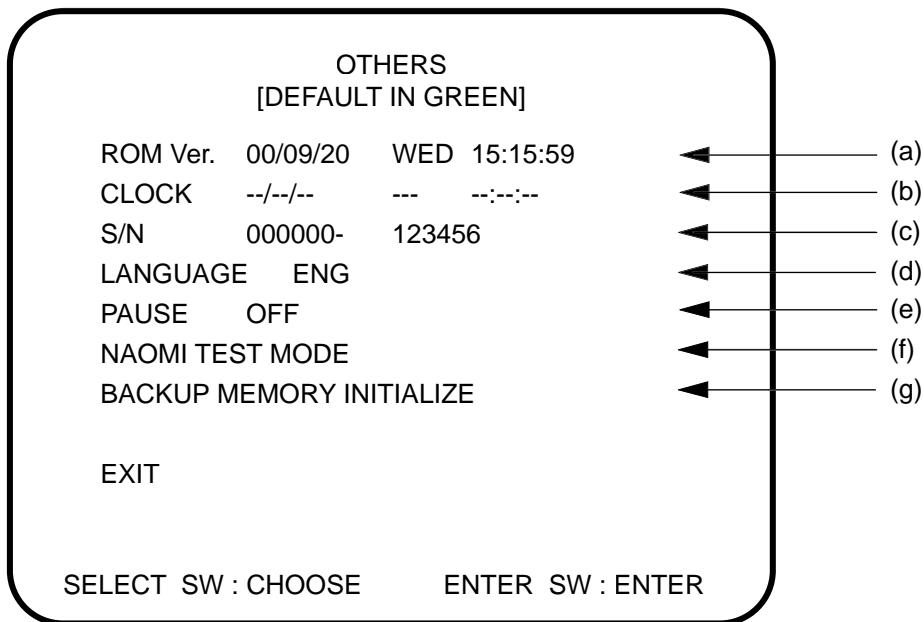 OTHERS
[DEFAULT IN GREEN]
ROM Ver. 00/09/20 WED 15:15:59 (a)
CLOCK --/--/-- --- --:--:-- (b)
S/N 000000- 123456 (c)
LANGUAGE ENG (d)
PAUSE OFF (e)
NAOMI TEST MODE (f)
BACKUP MEMORY INITIALIZE (g)
EXIT
SELECT SW : CHOOSE ENTER SW : ENTER